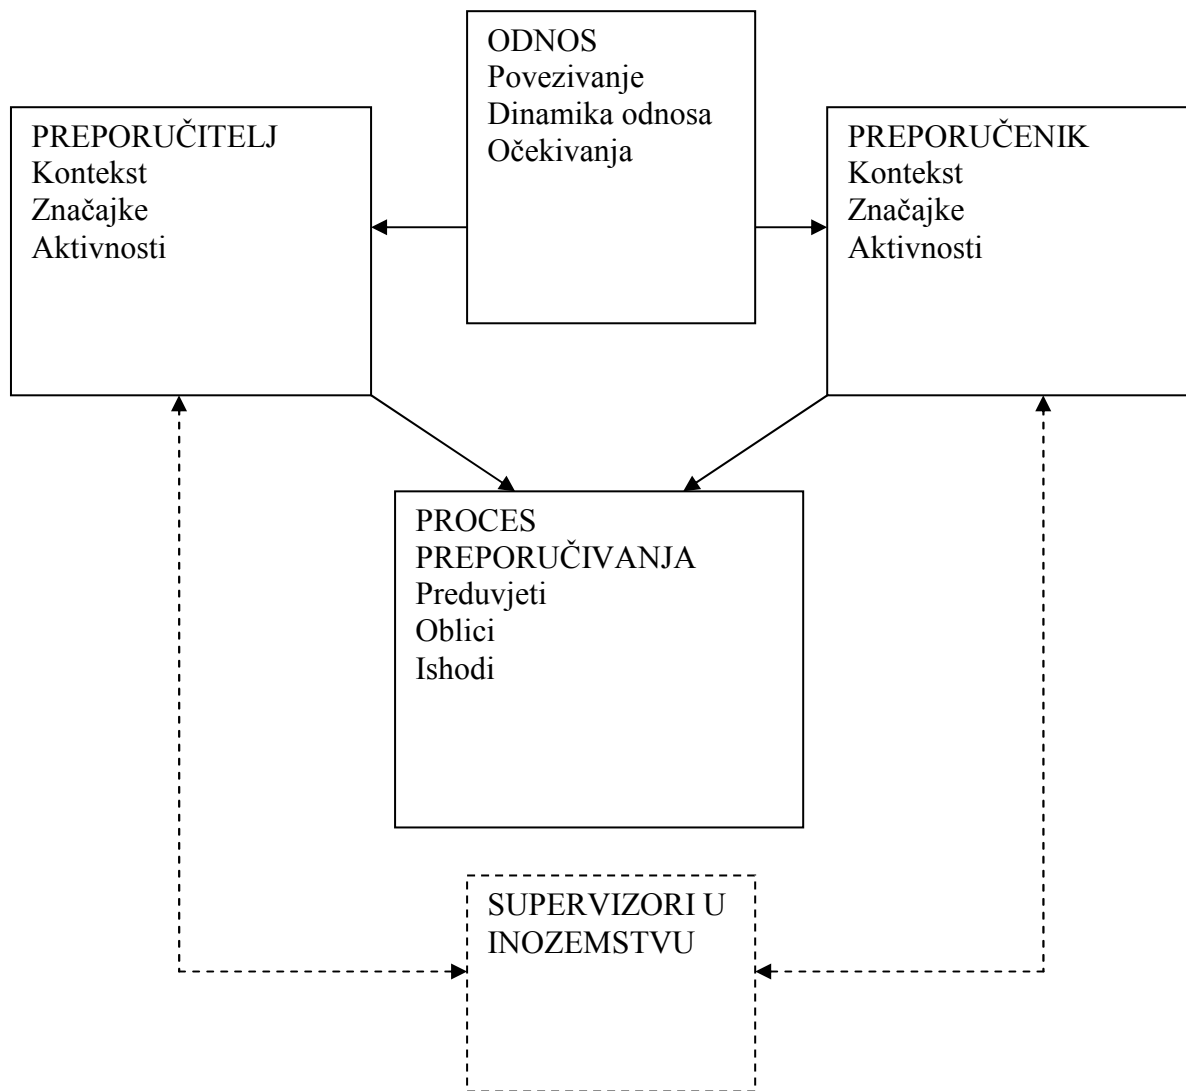 ODNOS
Povezivanje
Dinamika odnosa
Očekivanja
PREPORUČITELJ
Kontekst
Značajke
Aktivnosti
PREPORUČENIK
Kontekst
Značajke
Aktivnosti
PROCES
PREPORUČIVANJA
Preduvjeti
Oblici
Ishodi
SUPERVIZORI U
INOZEMSTVU